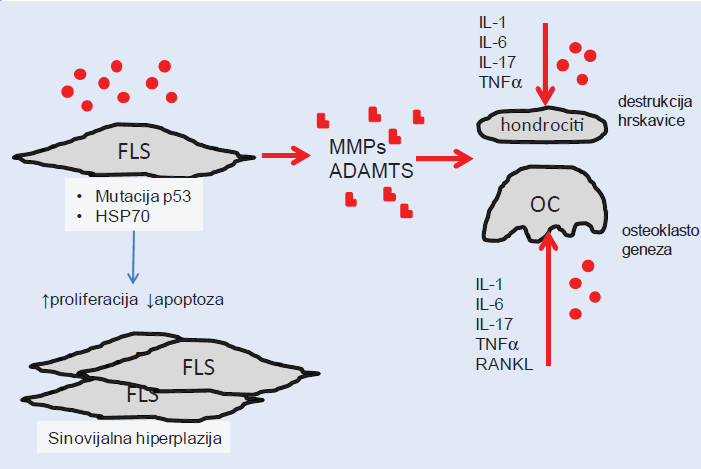 FLS
• Mutacija p53
• HSP70
↑proliferacija ↓apoptoza
FLS
FLS
Sinovijalna hiperplazija
MMPs
ADAMTS
IL-1
IL-6
IL-17
TNFα
hondrociti
destrukcija
hrskavice
OC
osteoklasto
geneza
IL-1
IL-6
IL-17
TNFα
RANKL